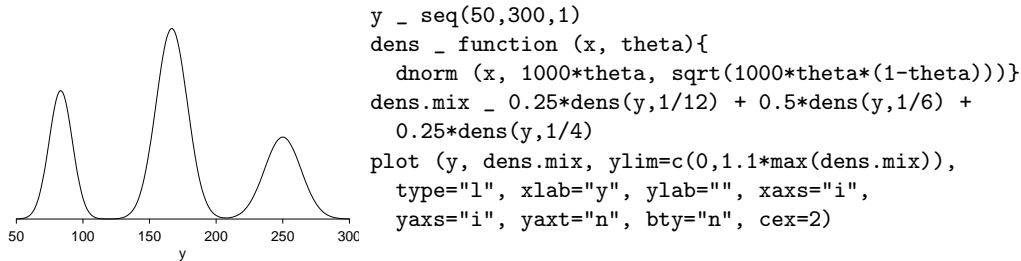 50 100 150 200 250 300
y
y _ seq(50,300,1)
dens _ function (x, theta){
dnorm (x, 1000*theta, sqrt(1000*theta*(1-theta)))}
dens.mix _ 0.25*dens(y,1/12) + 0.5*dens(y,1/6) +
0.25*dens(y,1/4)
plot (y, dens.mix, ylim=c(0,1.1*max(dens.mix)),
type="l", xlab="y", ylab="", xaxs="i",
yaxs="i", yaxt="n", bty="n", cex=2)